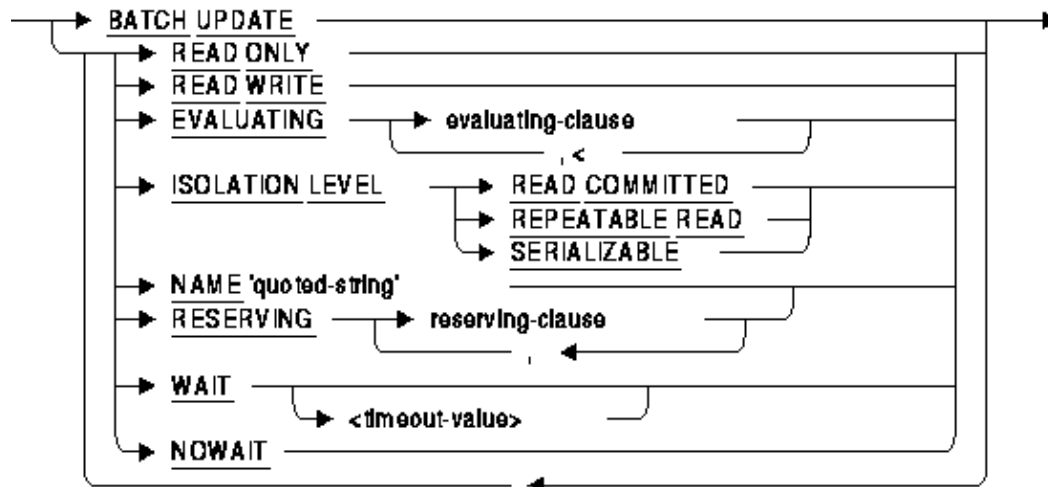 BATCH UPDATE
READ ONLY
READ WRITE
EVALUATING evaluating-clause
, <
ISOLATION LEVEL READ COMMITTED
REPEATABLE READ
SERIALIZABLE
NAME 'quoted-string'
RESERVING reserving-clause
,
WAIT
<timeout-value>
NOWAIT
,